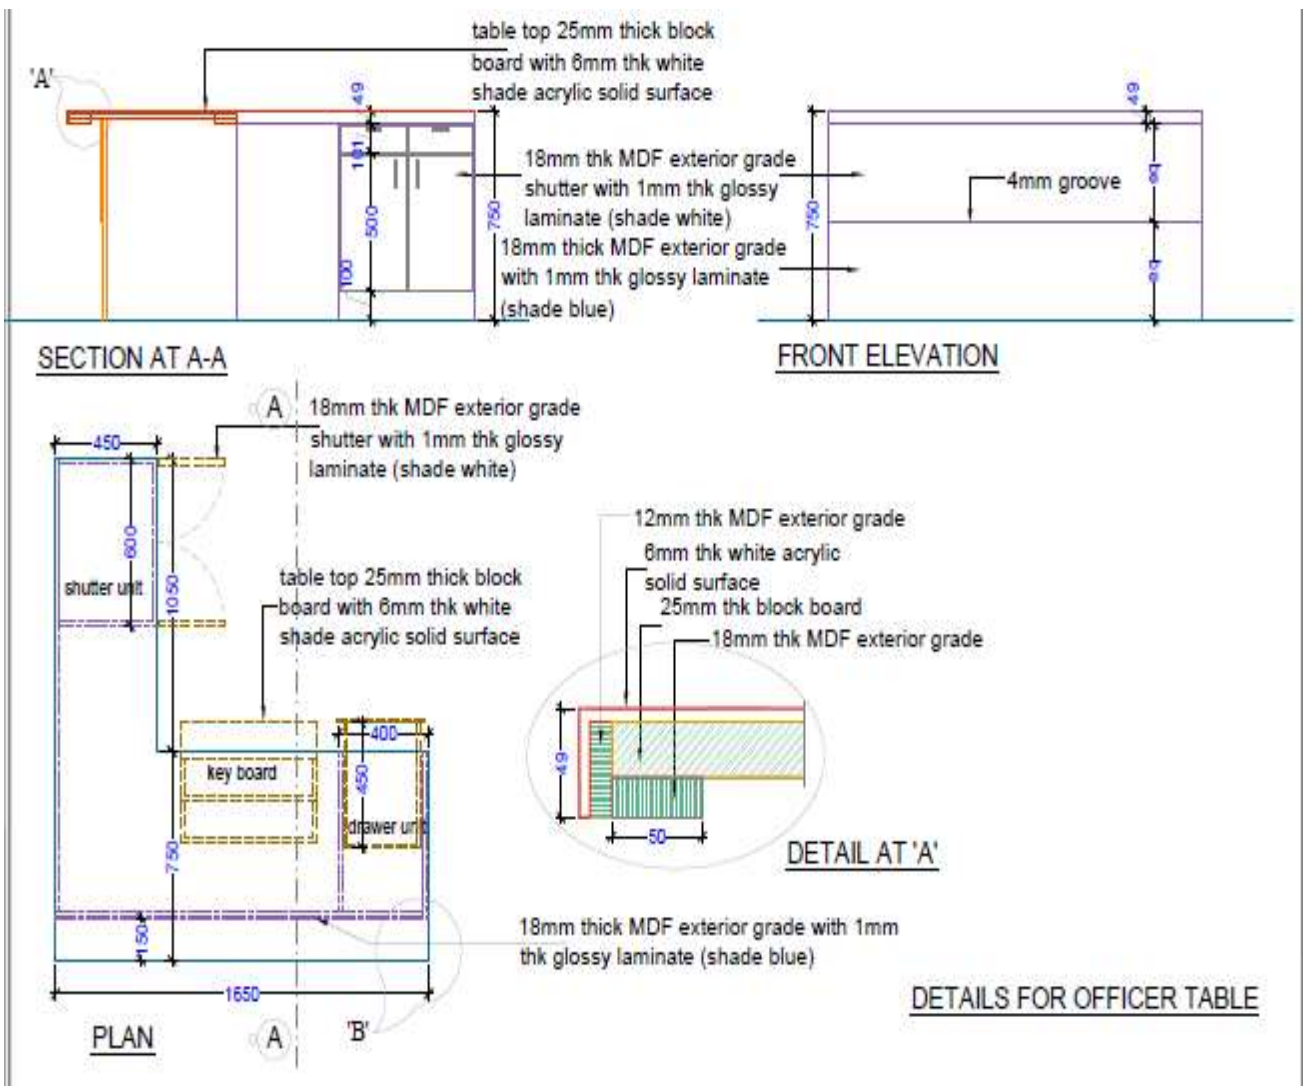 table top 25mm thick block
board with 6mm thk white
shade acrylic solid surface
'A'
49
101
500
100
750
18mm thk MDF exterior grade
shutter with 1mm thk glossy
laminate (shade white)
18mm thick MDF exterior grade
with 1mm thk glossy laminate
(shade blue)
49
be
4mm groove
750
be
SECTION AT A-A
FRONT ELEVATION
A
18mm thk MDF exterior grade
shutter with 1mm thk glossy
laminate (shade white)
450
600
shutter unit
1050
table top 25mm thick block
board with 6mm thk white
shade acrylic solid surface
key board
400
450
drawer unit
750
150
1650
18mm thick MDF exterior grade with 1mm
thk glossy laminate (shade blue)
PLAN
A
'B'
12mm thk MDF exterior grade
6mm thk white acrylic
solid surface
25mm thk block board
18mm thk MDF exterior grade
49
50
DETAIL AT 'A'
DETAILS FOR OFFICER TABLE